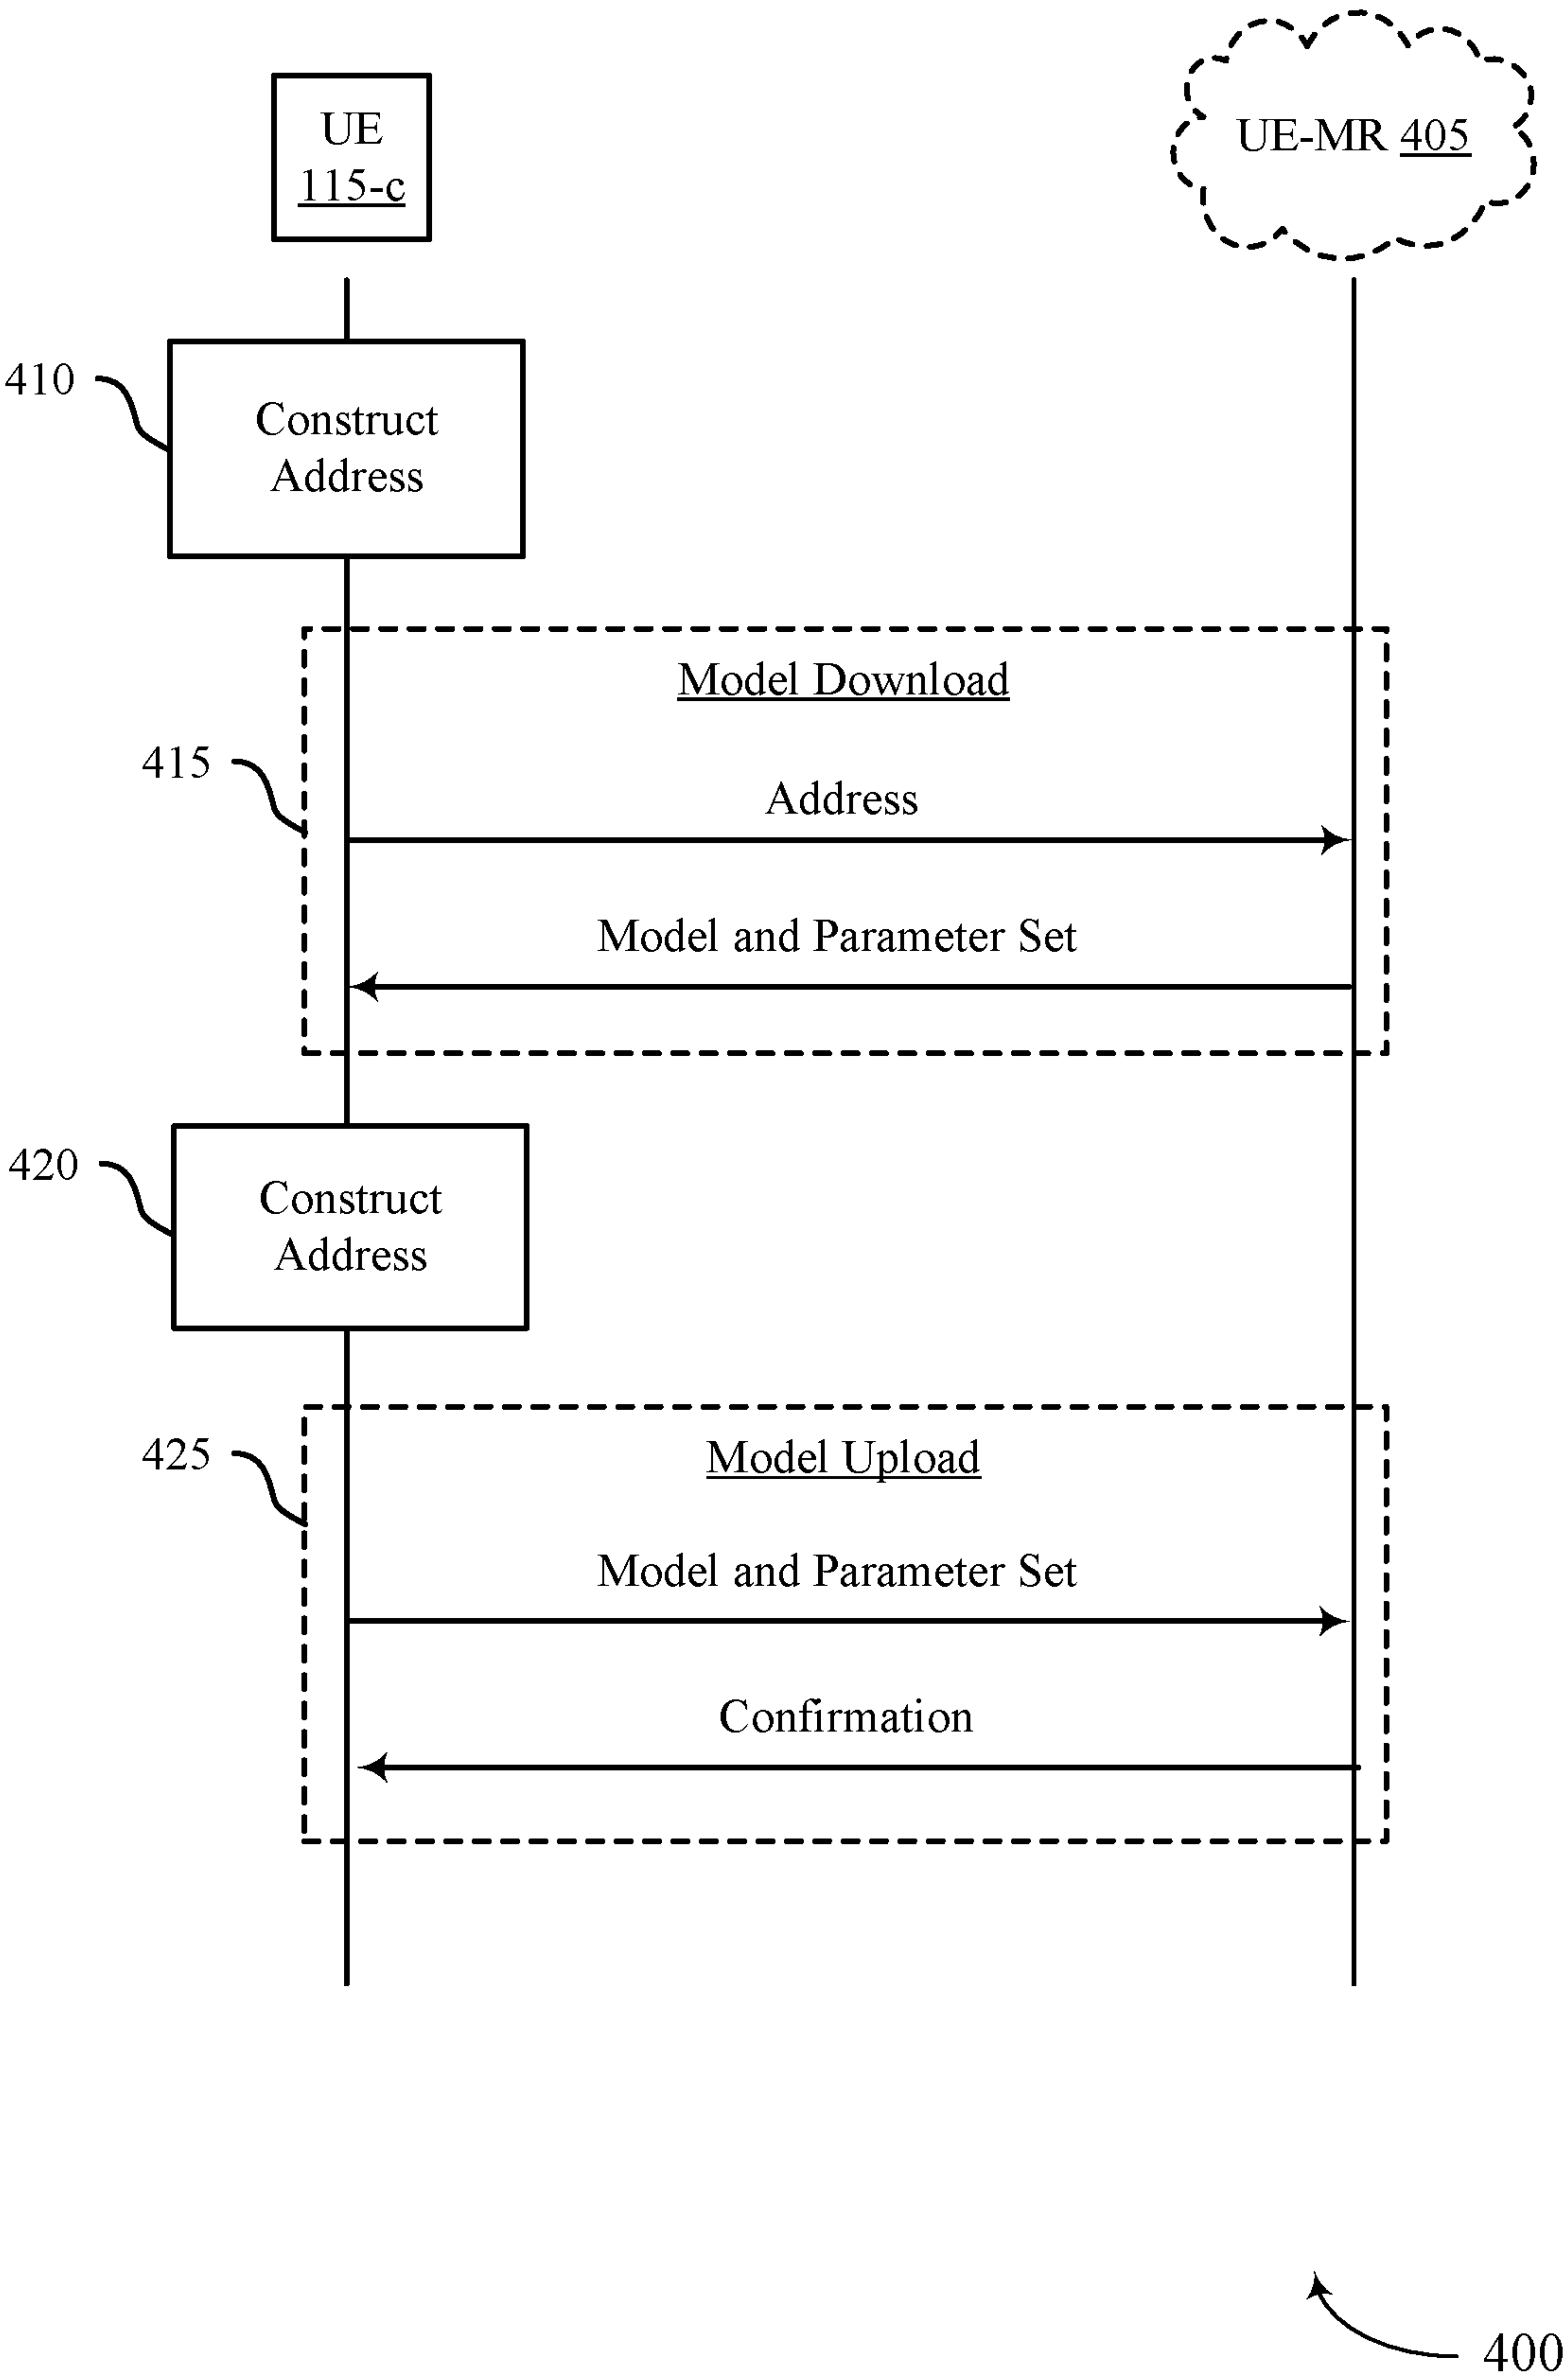 UE
115-c
UE-MR 405
410
Construct
Address
Model Download
415
Address
Model and Parameter Set
420
Construct
Address
Model Upload
425
Model and Parameter Set
Confirmation
400